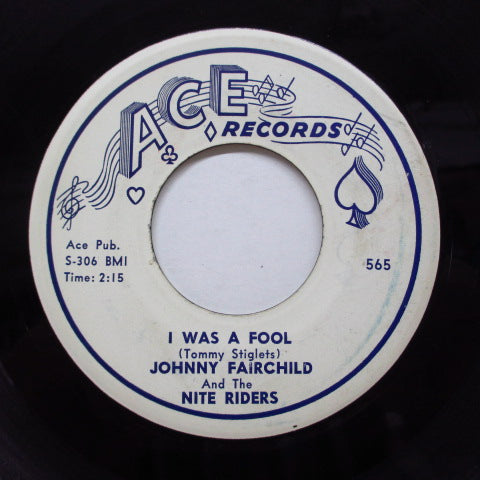 ACE
RECORDS
Ace Pub.
S-306 BMI
Time: 2:15
565
I WAS A FOOL
(Tommy Stiglets)
JOHNNY FAIRCHILD
And The
NITE RIDERS